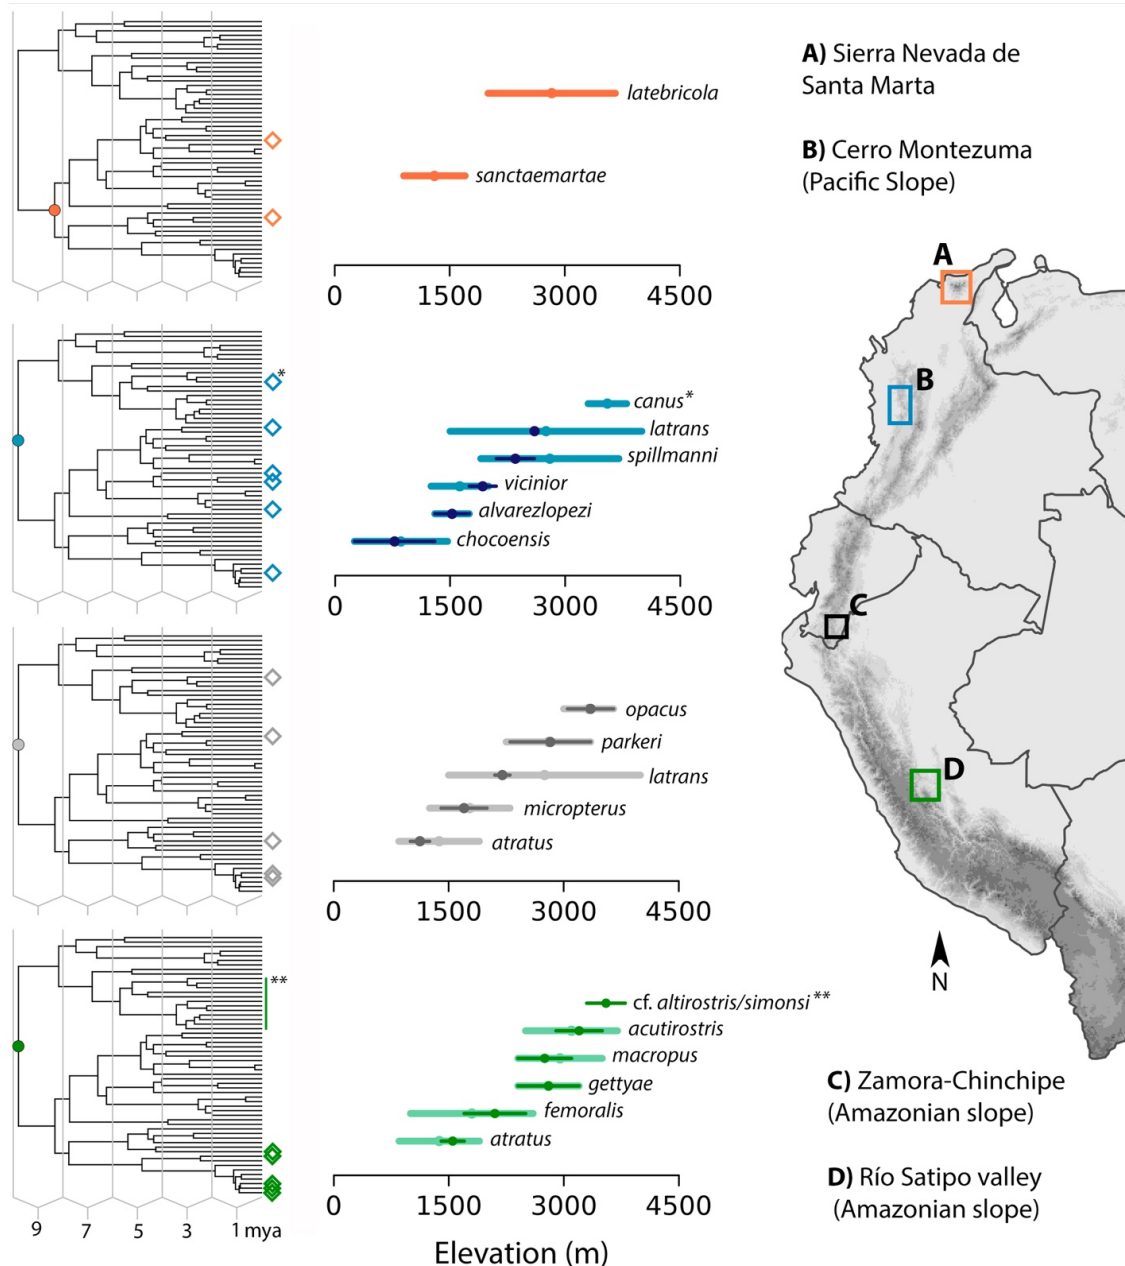 A) Sierra Nevada de
Santa Marta
B) Cerro Montezuma
(Pacific Slope)
latebricola
sanctaemartae
0 1500 3000 4500
*
canus*
latrans
spillmanni
vicinior
alvarezlopezi
chocoensis
0 1500 3000 4500
opacus
parkeri
latrans
micropterus
atratus
0 1500 3000 4500
**
cf. altirostris/simonsi**
acutirostris
macropus
gettyae
femoralis
atratus
0 1500 3000 4500
9 7 5 3 1 mya
Elevation (m)
A
B
C
D
N
C) Zamora-Chinchipe
(Amazonian slope)
D) Río Satipo valley
(Amazonian slope)